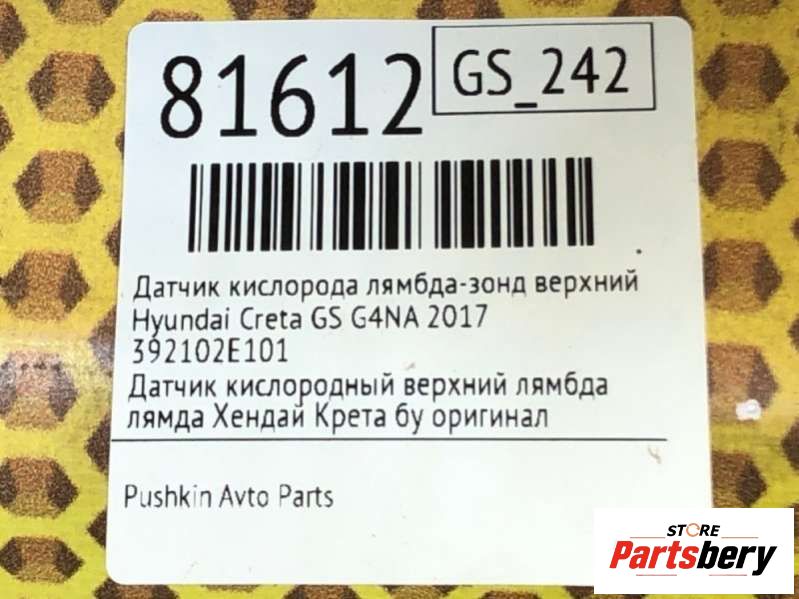 81612
GS_242
Датчик кислорода лямбда-зонд верхний
Hyundai Creta GS G4NA 2017
392102E101
Датчик кислородный верхний лямбда
лямда Хендай Крета бу оригинал
Pushkin Avto Parts
STORE
Partsbery